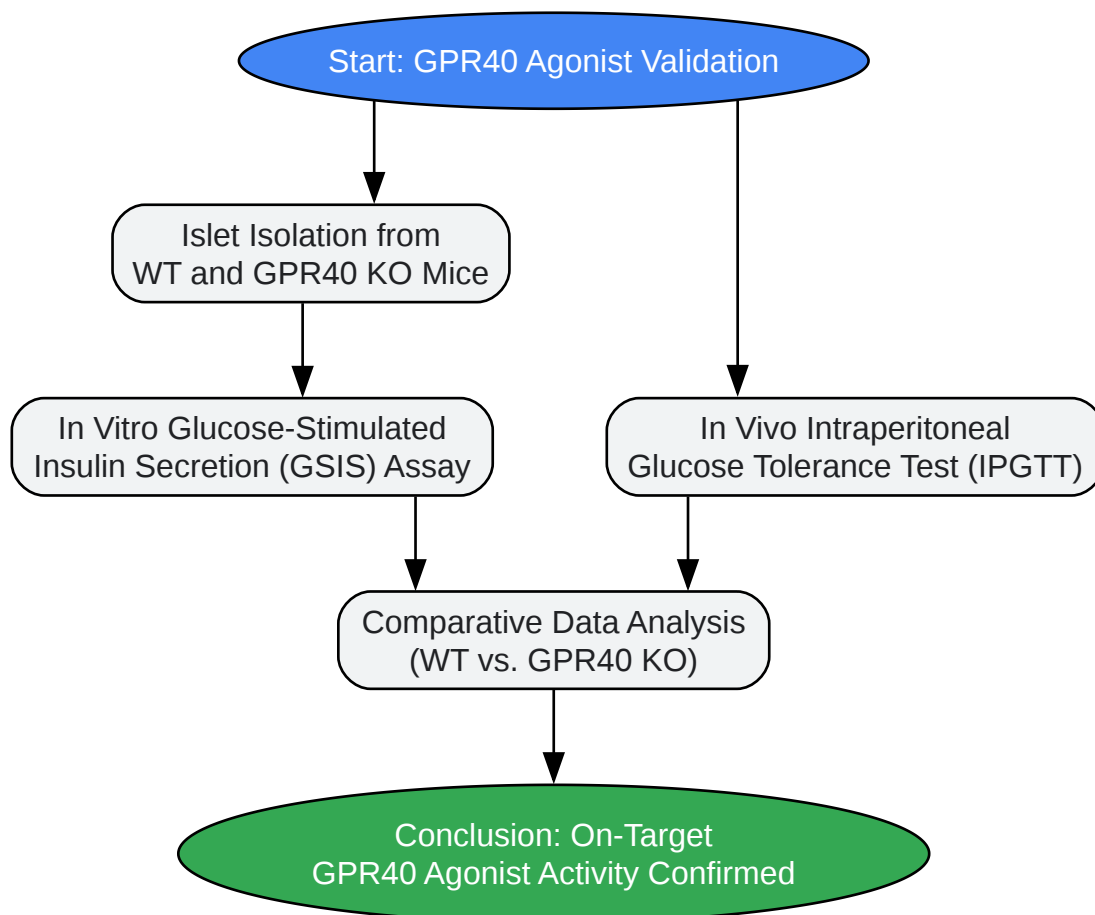 Start: GPR40 Agonist Validation
Islet Isolation from
WT and GPR40 KO Mice
In Vitro Glucose-Stimulated
Insulin Secretion (GSIS) Assay
In Vivo Intraperitoneal
Glucose Tolerance Test (IPGTT)
Comparative Data Analysis
(WT vs. GPR40 KO)
Conclusion: On-Target
GPR40 Agonist Activity Confirmed